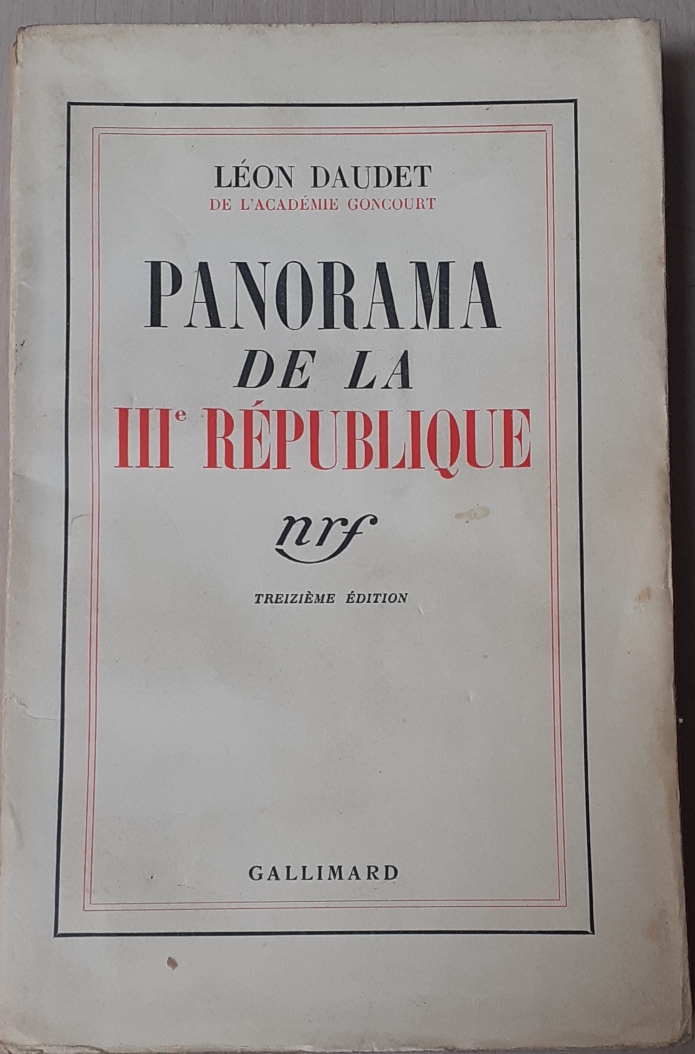 LÉON DAUDET
DE L'ACADÉMIE GONCOURT
PANORAMA
DE LA
IIIe RÉPUBLIQUE
nrf
TREIZIÈME ÉDITION
GALLIMARD